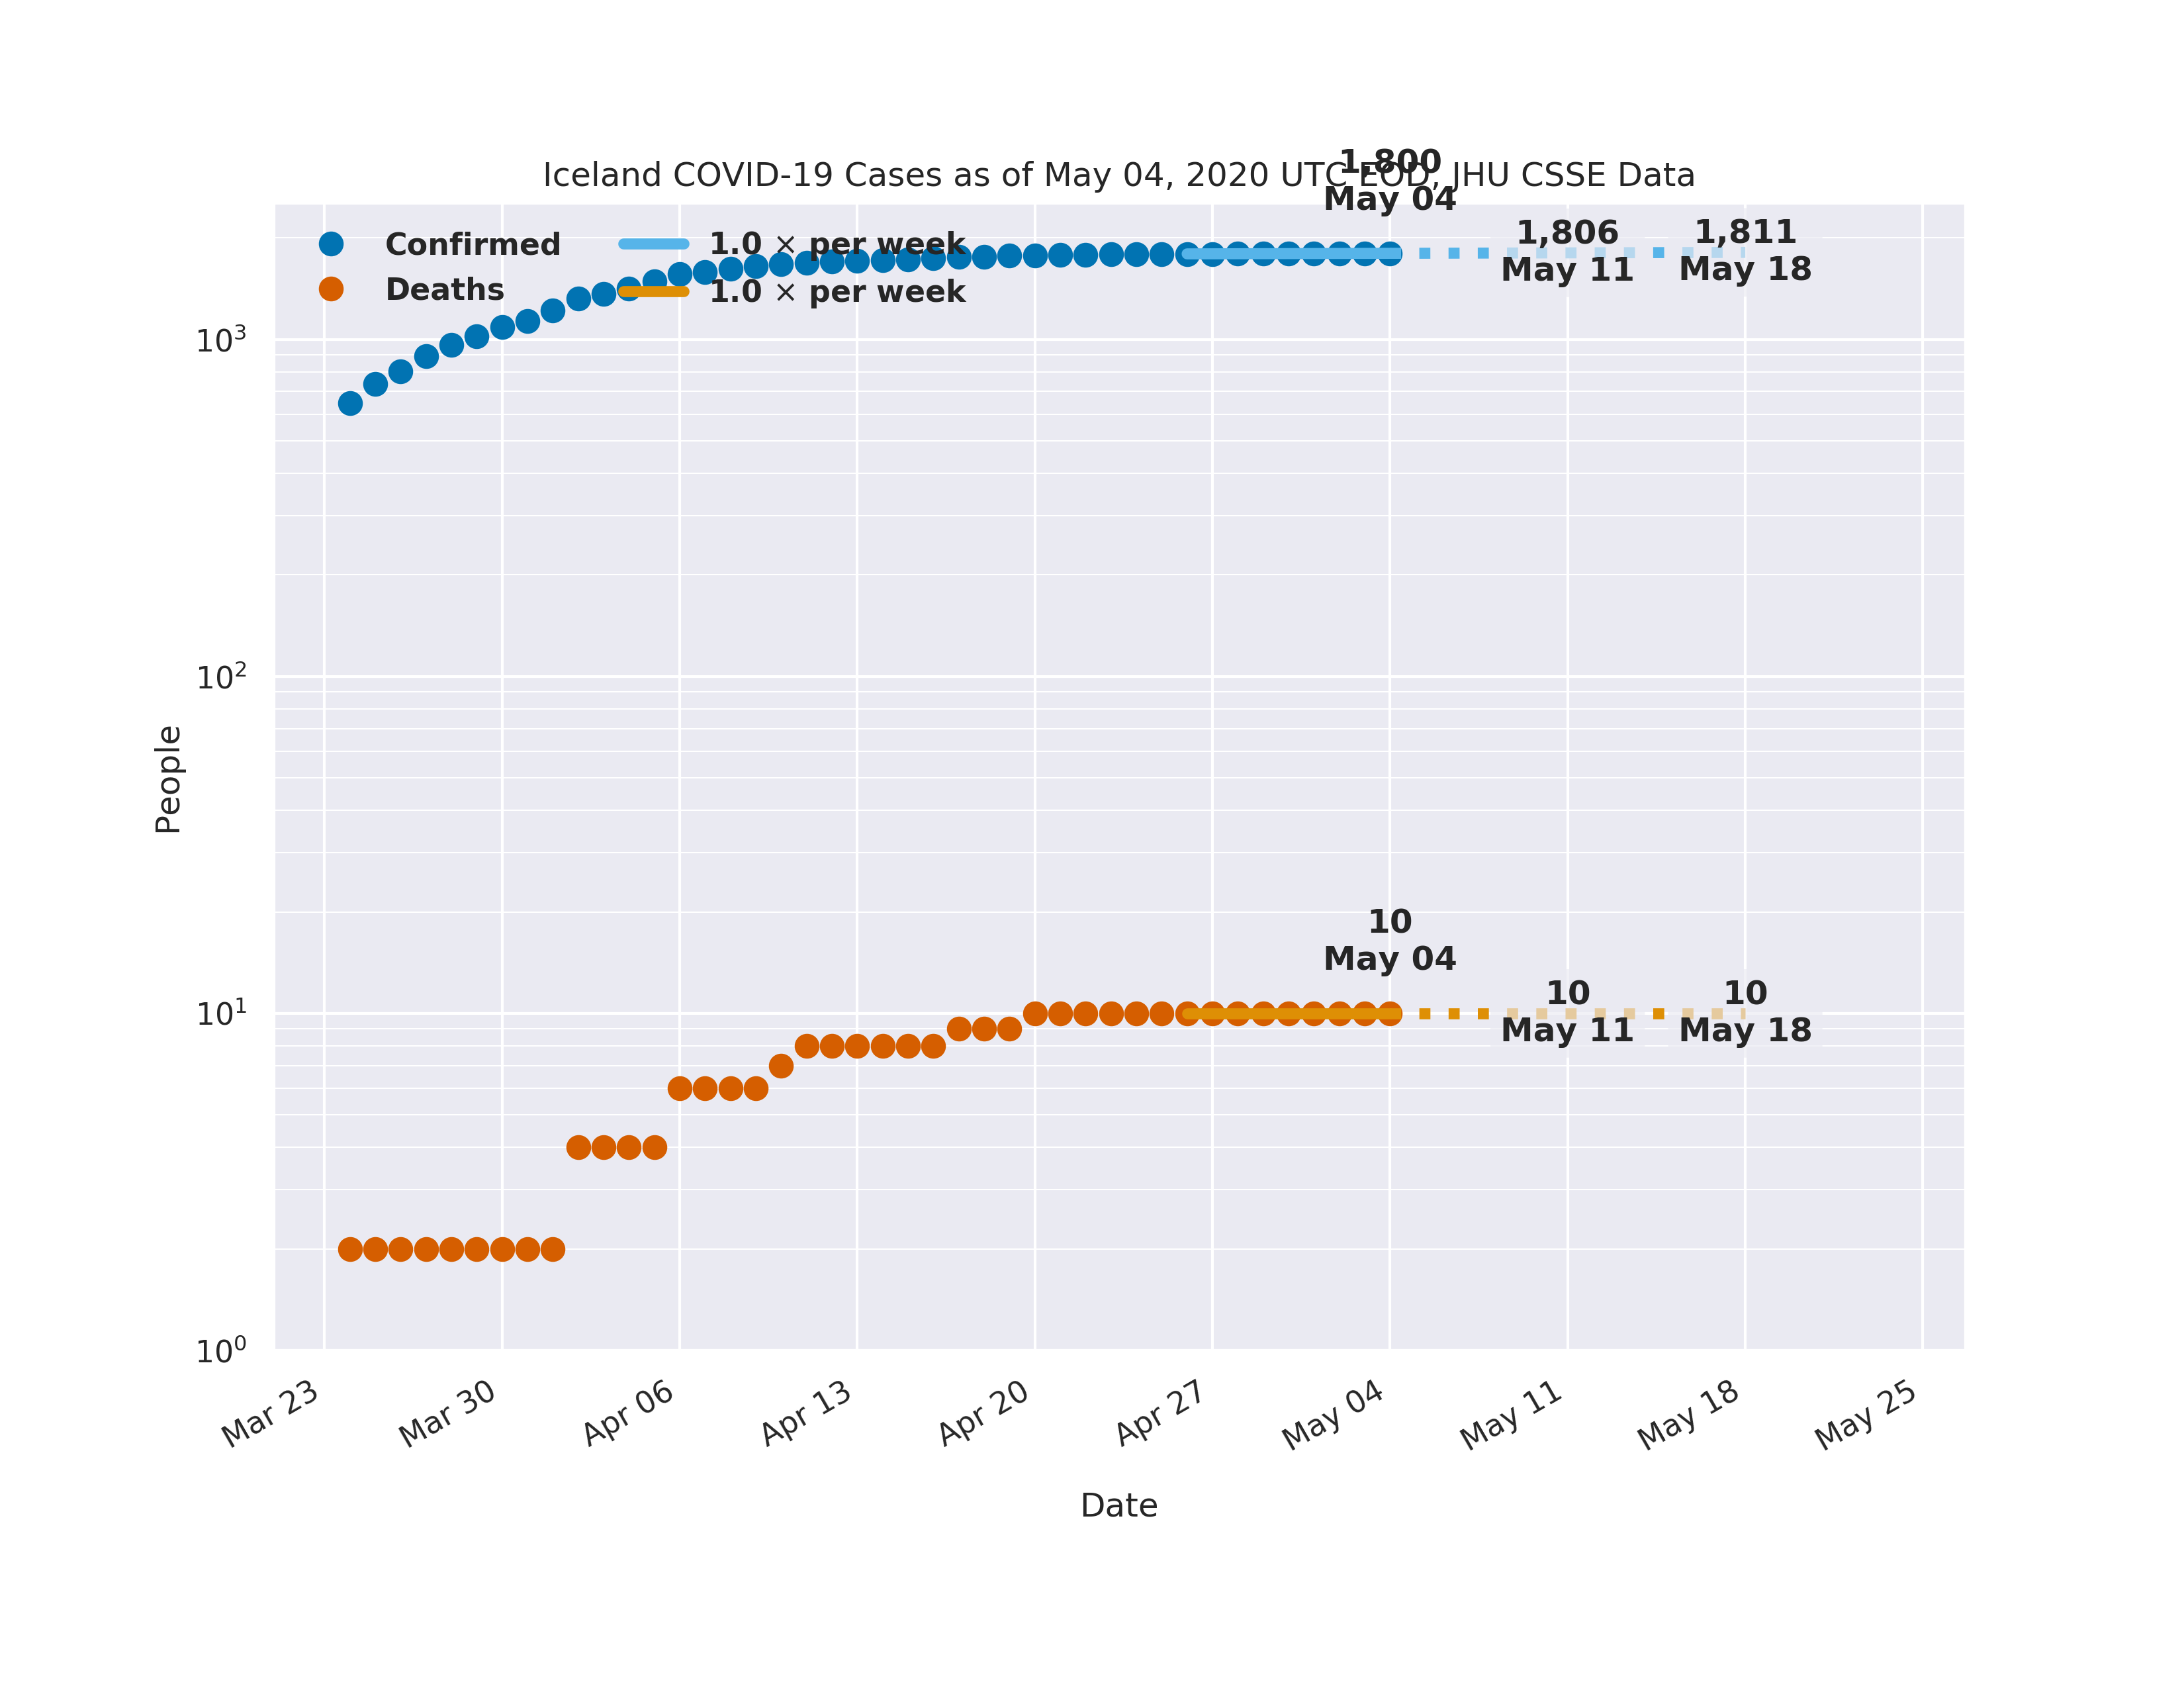 1,800
May 04
Iceland COVID-19 Cases as of May 04, 2020 UTC EOD, JHU CSSE Data
Confirmed
Deaths
1.0 × per week
1.0 × per week
1,806
May 11
1,811
May 18
10
May 04
10
May 11
10
May 18
People
10³
10²
10¹
10⁰
Mar 23
Mar 30
Apr 06
Apr 13
Apr 20
Apr 27
May 04
May 11
May 18
May 25
Date